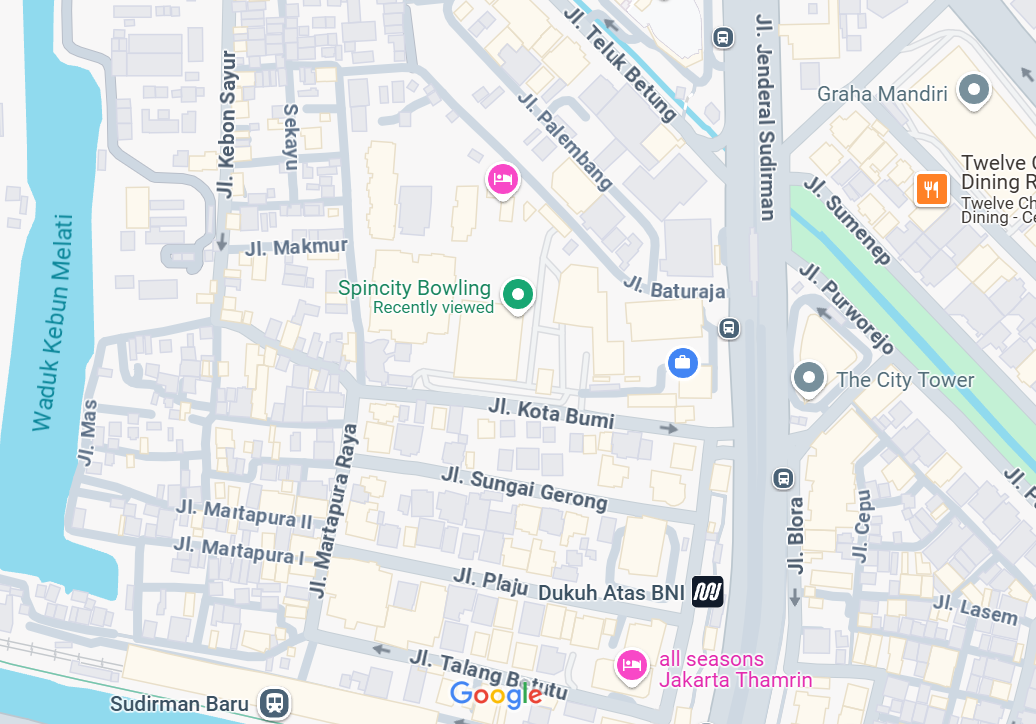 Jl. Teluk Betung
Jl. Jenderal Sudirman
Graha Mandiri
Jl. Kebon Sayur
Sekayu
Jl. Palembang
Twelve
Dining
Twelve
Dining
Jl. Sumenep
Waduk Kebun Melati
Jl. Makmur
Jl. Purworejo
Spincity Bowling
Recently viewed
Jl. Baturaja
The City Tower
Jl. Mas
Jl. Kota Bumi
Jl. Martapura Raya
Jl. Sungai Gerong
Jl. Blora
Jl. Cepu
Jl. Martapura II
Jl. Martapura I
Jl. Plaju
Dukuh Atas BNI
Jl. Lasem
Jl. Talang Betutu
all seasons
Jakarta Thamrin
Google
Sudirman Baru